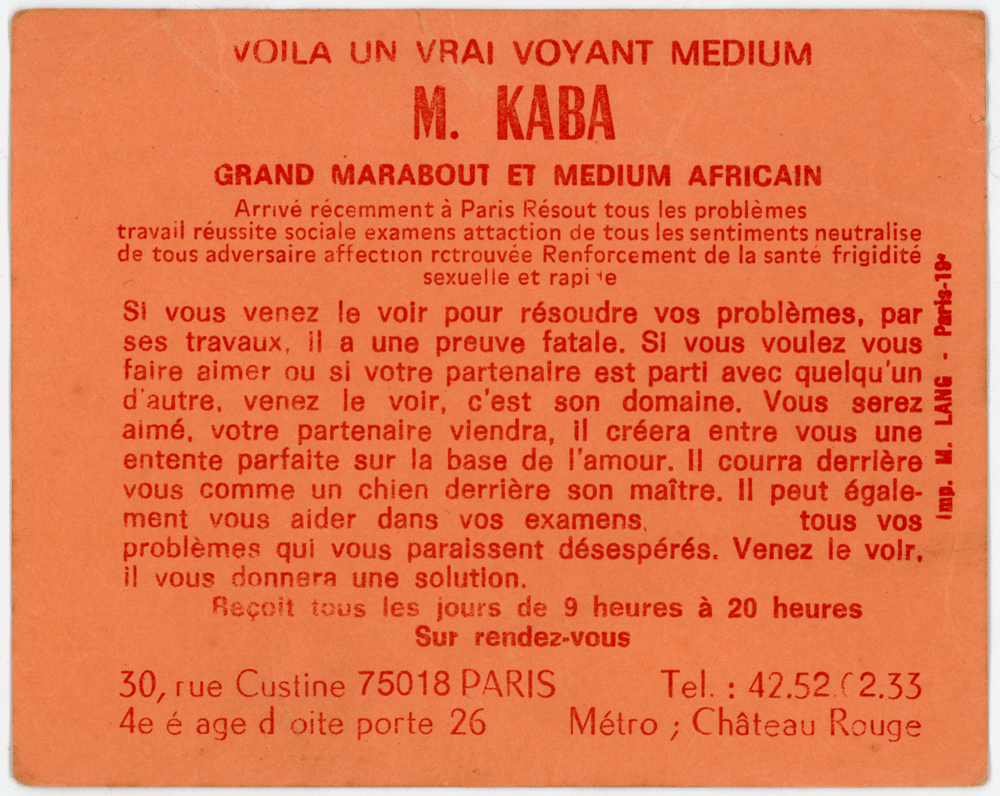 VOILA UN VRAI VOYANT MEDIUM
M. KABA
GRAND MARABOUT ET MEDIUM AFRICAIN
Arrivé récemment à Paris Résout tous les problèmes
travail réussite sociale examens attaction de tous les sentiments neutralise
de tous adversaire affection rctrouvée Renforcement de la santé frigidité
sexuelle et
Si vous venez le voir pour résoudre vos problèmes, par
ses travaux, il a une preuve fatale. Si vous voulez vous
faire aimer ou si votre partenaire est parti avec quelqu'un
d'autre, venez le voir, c'est son domaine. Vous serez
aimé, votre partenaire viendra, il créera entre vous une
entente parfaite sur la base de l'amour. Il courra derrière
vous comme un chien derrière son maître. Il peut égale-
ment vous aider dans vos examens, tous vos
problèmes qui vous paraissent désespérés. Venez le voir,
il vous donnera une solution.
Reçoit tous les jours de 9 heures à 20 heures
Sur rendez-vous
30, rue Custine 75018 PARIS Tel. : 42.52. 2.33
4e é age d oite porte 26 Métro ; Château Rouge
Imp. M. LANG - Paris-19e